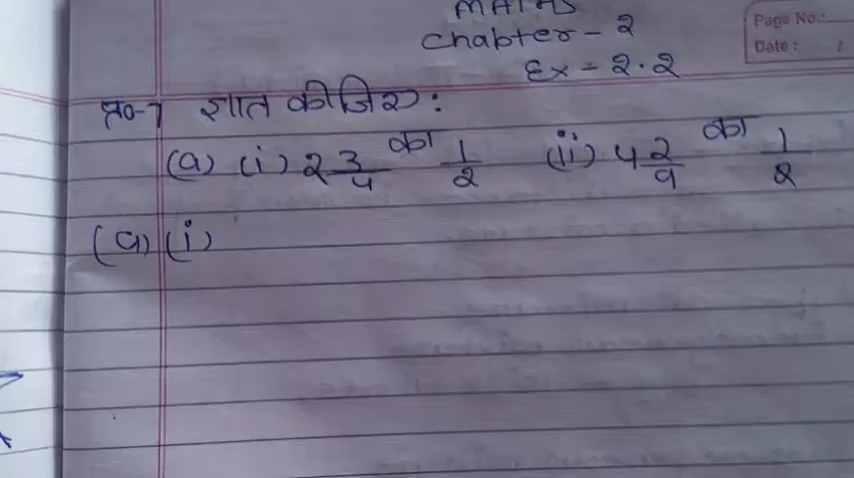 MATHS
Page No.:
Chapter - 2
Date: /
Ex = 2.2
प्र०-7 ज्ञात कीजिए:
(a) (i) 2 3/4 का 1/2 (ii) 4 2/9 का 1/2
(a) (i)